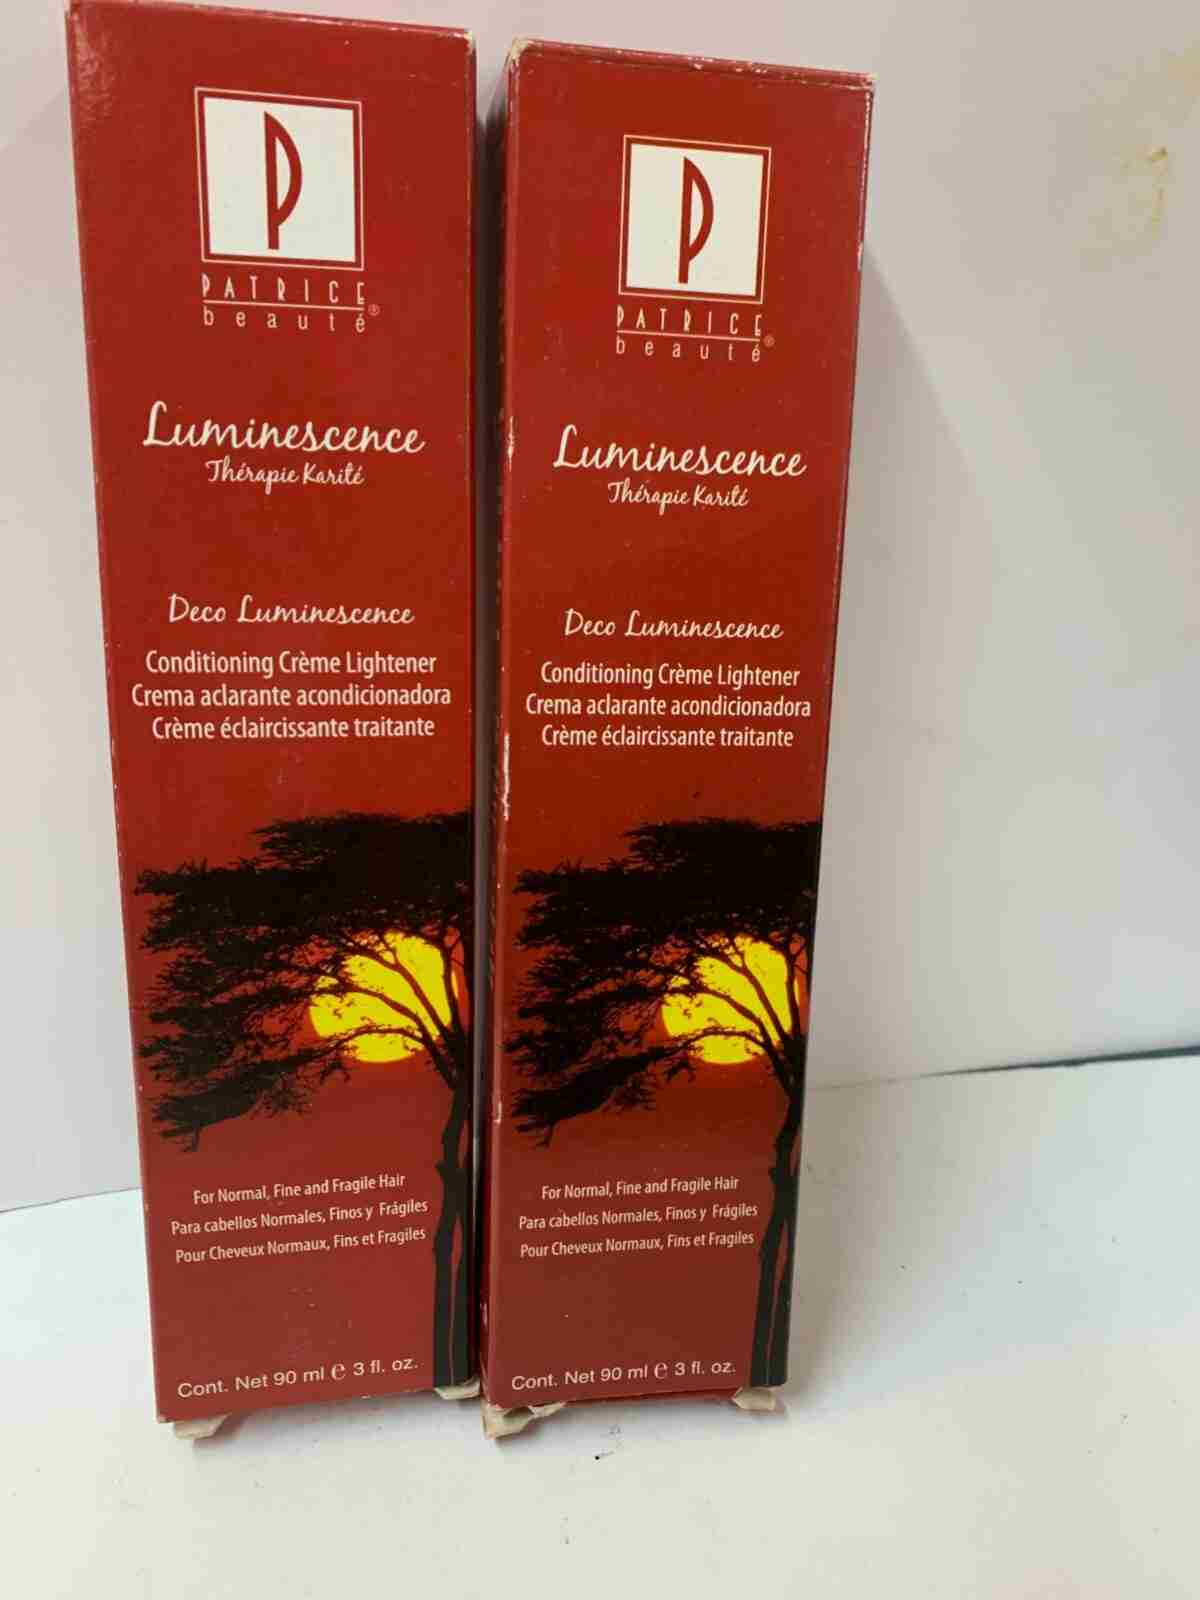 P
PATRICE
beauté®
Luminescence
Thérapie Karité
Deco Luminescence
Conditioning Crème Lightener
Crema aclarante acondicionadora
Crème éclaircissante traitante
For Normal, Fine and Fragile Hair
Para cabellos Normales, Finos y Frágiles
Pour Cheveux Normaux, Fins et Fragiles
Cont. Net 90 ml e 3 fl. oz.
P
PATRICE
beauté®
Luminescence
Thérapie Karité
Deco Luminescence
Conditioning Crème Lightener
Crema aclarante acondicionadora
Crème éclaircissante traitante
For Normal, Fine and Fragile Hair
Para cabellos Normales, Finos y Frágiles
Pour Cheveux Normaux, Fins et Fragiles
Cont. Net 90 ml e 3 fl. oz.